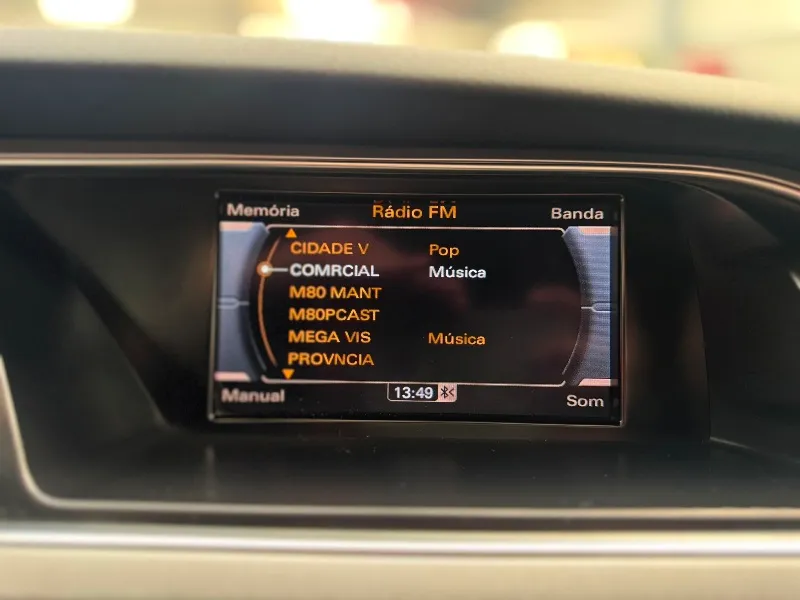 Memória Rádio FM Banda
CIDADE V Pop
COMRCIAL Música
M80 MANT
M80PCAST
MEGA VIS Música
PROVNCIA
Manual 13:49 Som